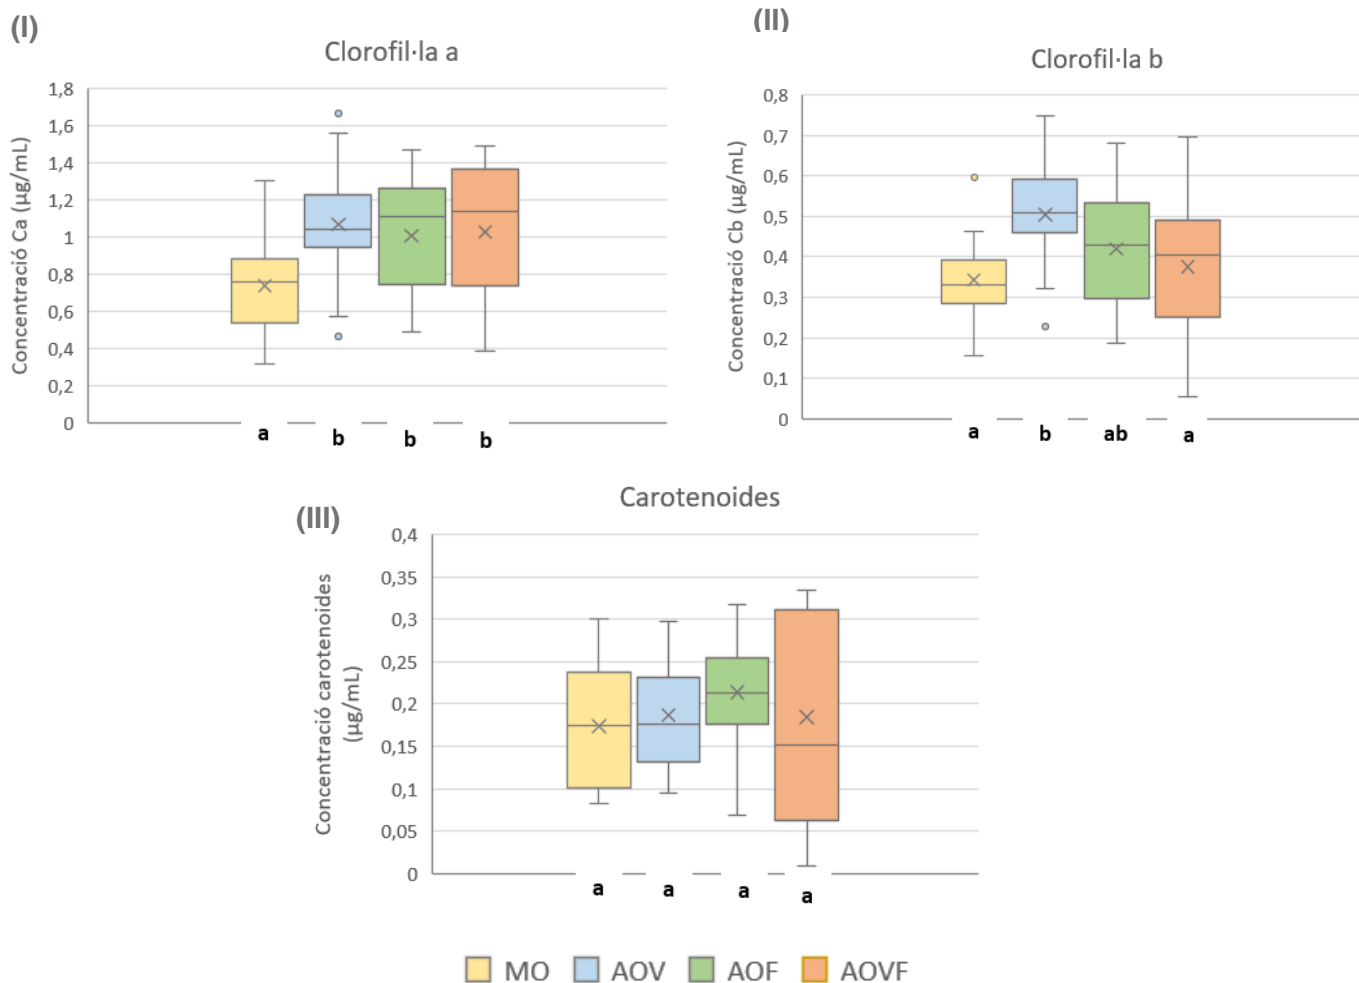 (I)
Clorofil·la a
Concentració Ca (µg/mL)
1,8
1,6
1,4
1,2
1
0,8
0,6
0,4
0,2
0
a b b b
(II)
Clorofil·la b
Concentració Cb (µg/mL)
0,8
0,7
0,6
0,5
0,4
0,3
0,2
0,1
0
a b ab a
(III)
Carotenoides
Concentració carotenoides
(µg/mL)
0,4
0,35
0,3
0,25
0,2
0,15
0,1
0,05
0
a a a a
MO AOV AOF AOVF